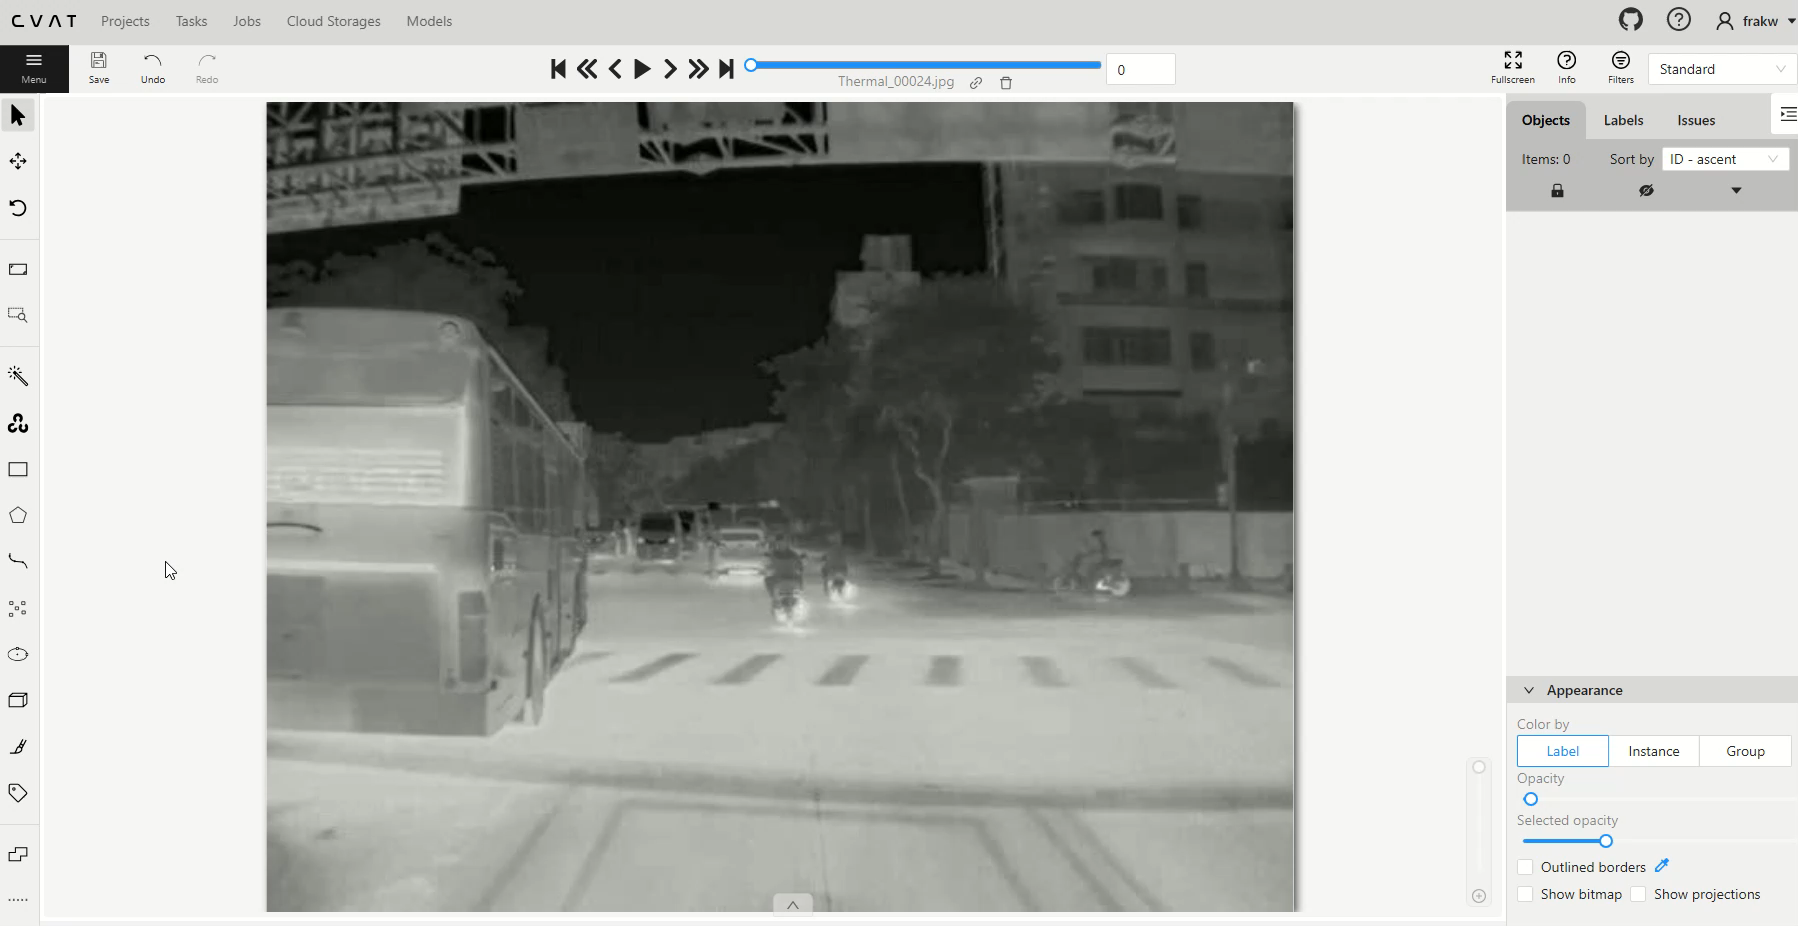 CVAT Projects Tasks Jobs Cloud Storages Models frakw
Menu Save Undo Redo 0 Fullscreen Info Filters Standard
Thermal_00024.jpg
Objects Labels Issues
Items: 0 Sort by ID - ascent
Appearance
Color by
Label Instance Group
Opacity
Selected opacity
Outlined borders
Show bitmap Show projections